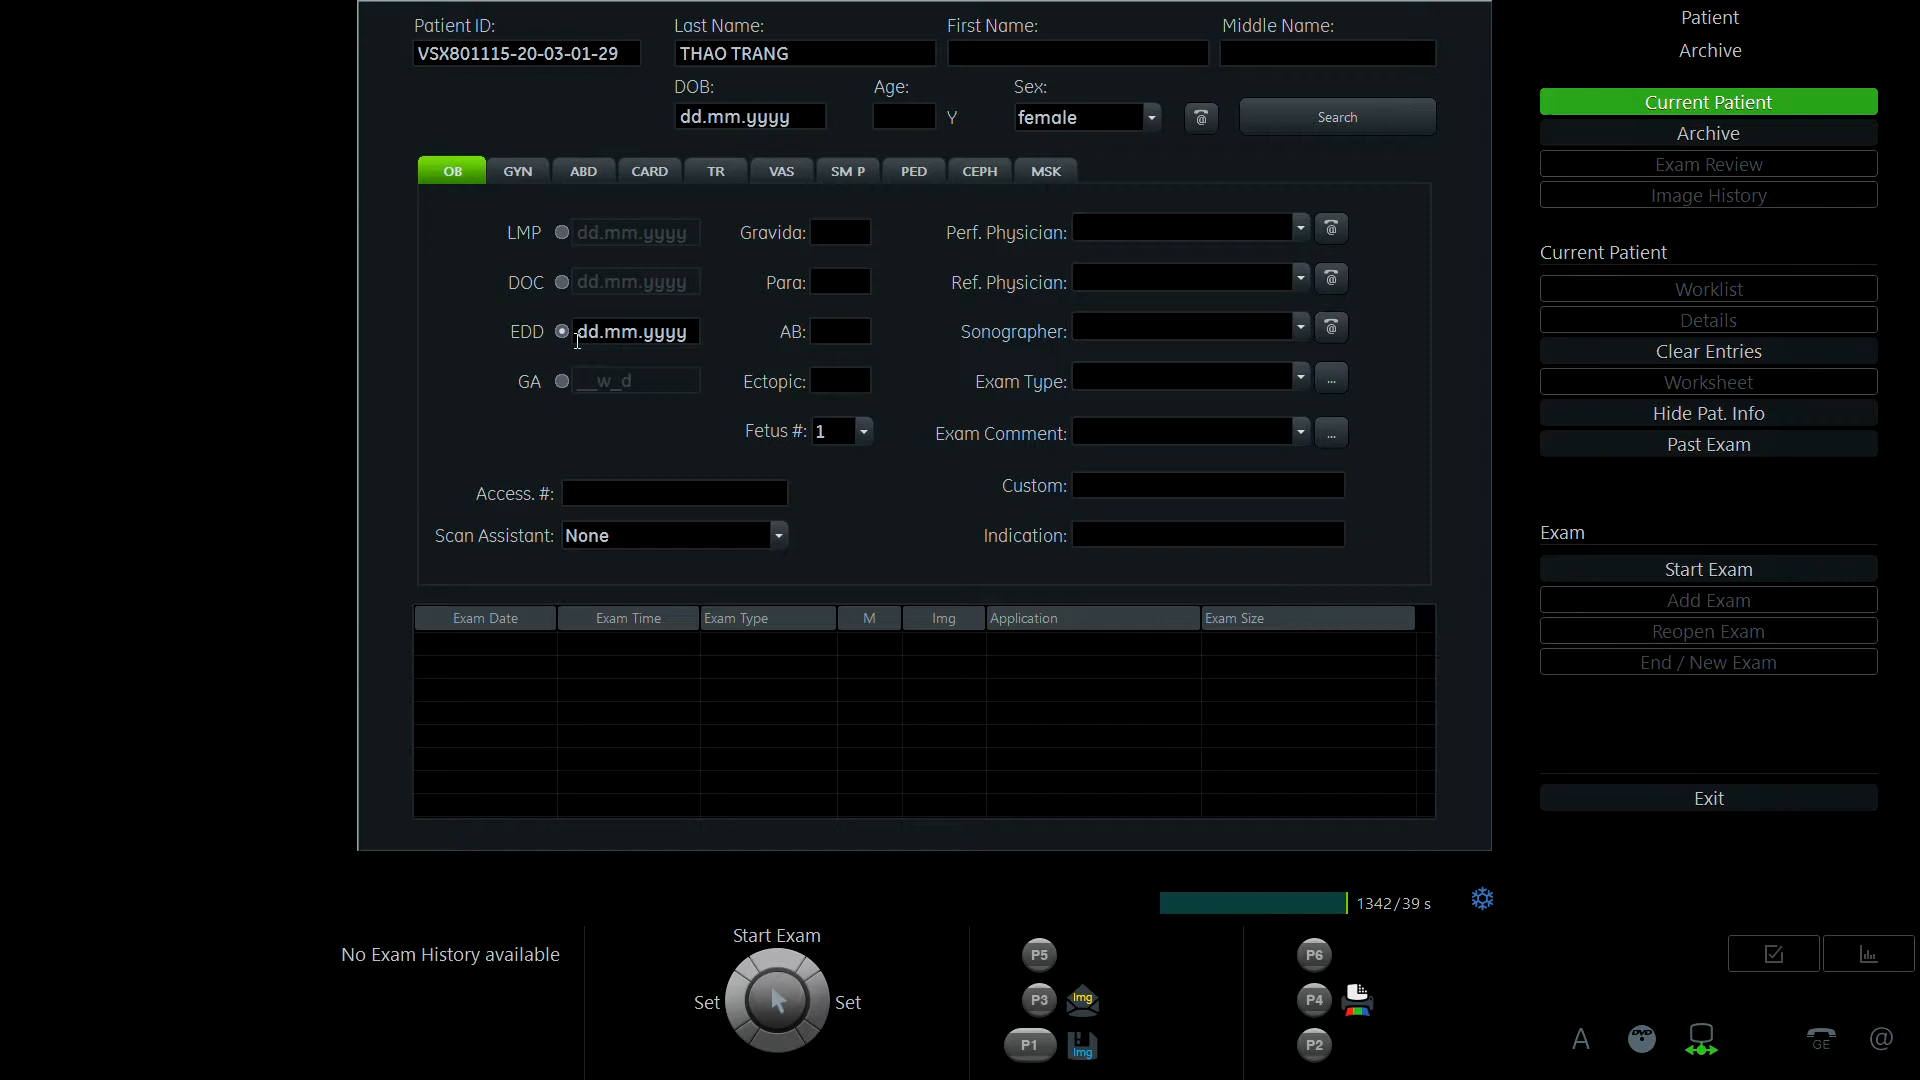 Patient ID: Last Name: First Name: Middle Name:
VSX801115-20-03-01-29 THAO TRANG
DOB: Age: Sex:
dd.mm.yyyy Y female @ Search
OB GYN ABD CARD TR VAS SM P PED CEPH MSK
LMP dd.mm.yyyy Gravida: Perf. Physician: @
DOC dd.mm.yyyy Para: Ref. Physician: @
EDD dd.mm.yyyy AB: Sonographer: @
GA __w_d Ectopic: Exam Type: ...
Fetus #: 1 Exam Comment: ...
Access. #: Custom:
Scan Assistant: None Indication:
Exam Date Exam Time Exam Type M Img Application Exam Size
1342/39 s
No Exam History available
Start Exam
Set Set
P5
P3 Img
P1 Img
P6
P4
P2
Patient
Archive
Current Patient
Archive
Exam Review
Image History
Current Patient
Worklist
Details
Clear Entries
Worksheet
Hide Pat. Info
Past Exam
Exam
Start Exam
Add Exam
Reopen Exam
End / New Exam
Exit
A DVD GE @